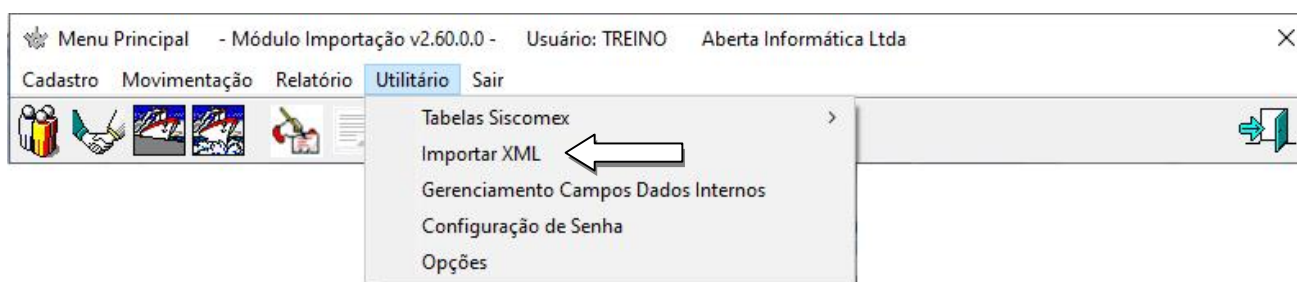 Menu Principal - Módulo Importação v2.60.0.0 - Usuário: TREINO Aberta Informática Ltda
Cadastro Movimentação Relatório Utilitário Sair
Tabelas Siscomex
Importar XML
Gerenciamento Campos Dados Internos
Configuração de Senha
Opções